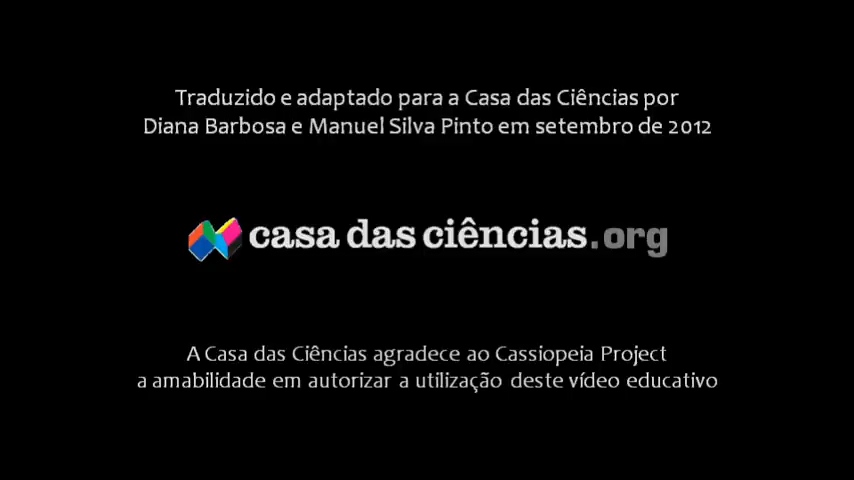 Traduzido e adaptado para a Casa das Ciências por
Diana Barbosa e Manuel Silva Pinto em setembro de 2012
casa das ciências.org
A Casa das Ciências agradece ao Cassiopeia Project
a amabilidade em autorizar a utilização deste vídeo educativo